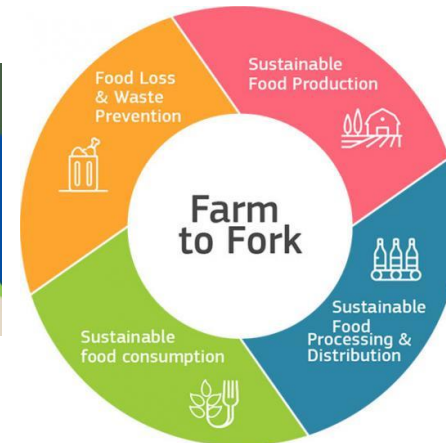 Farm
to Fork
Sustainable
Food Production
Sustainable
Food
Processing &
Distribution
Sustainable
food consumption
Food Loss
& Waste
Prevention